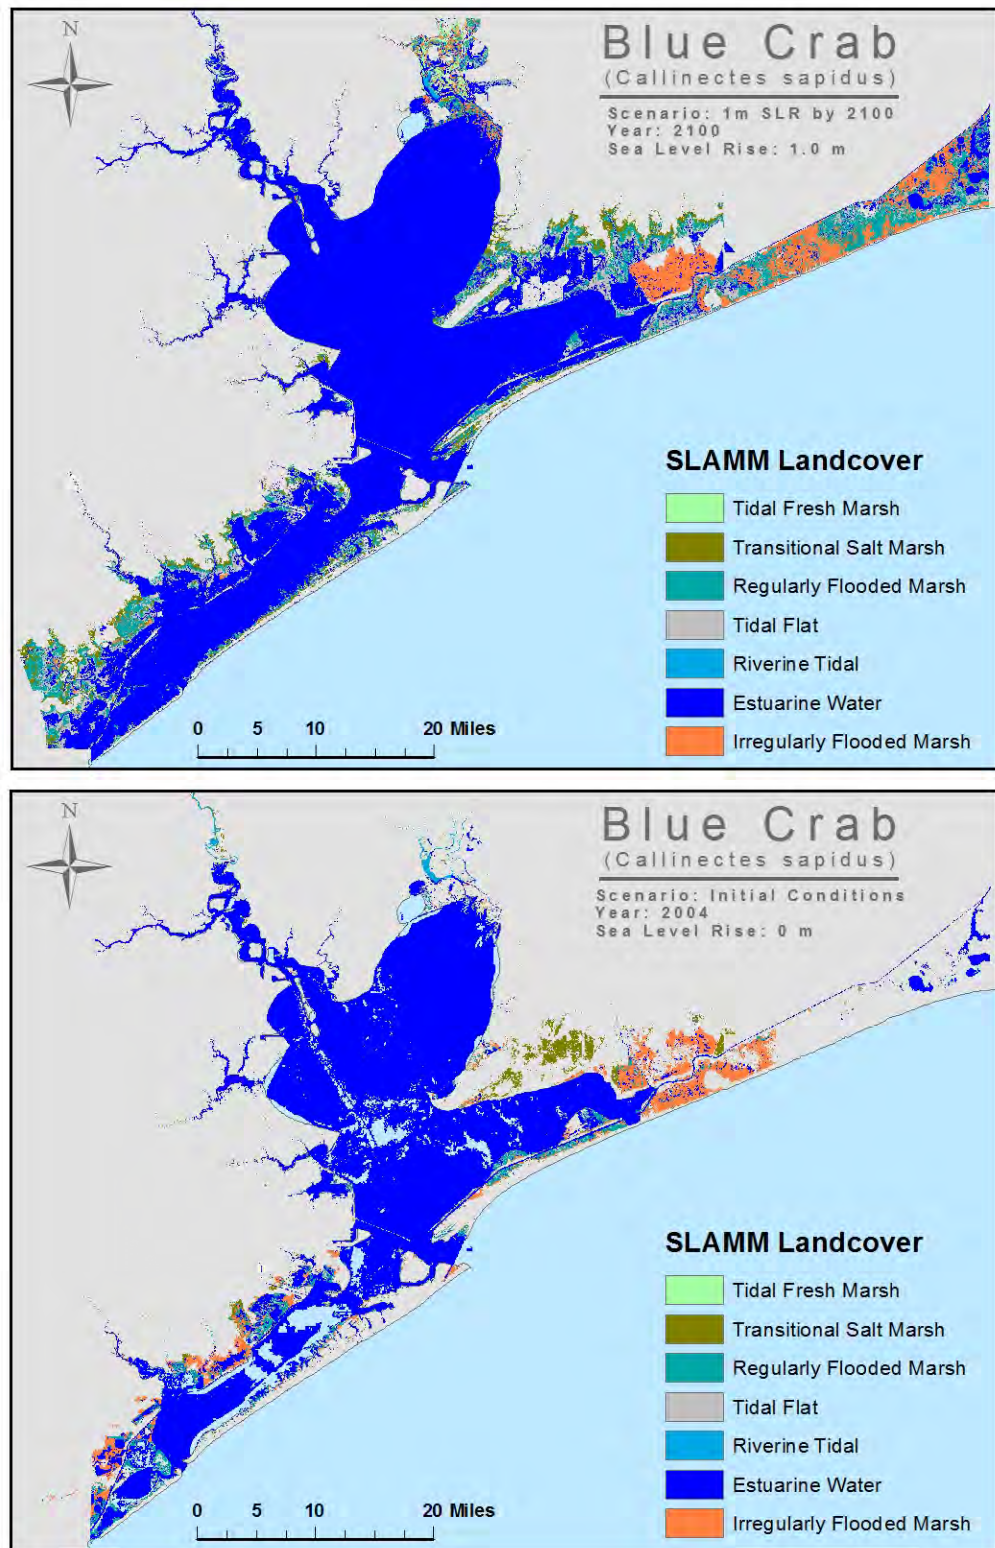 N
Blue Crab
(Callinectes sapidus)
Scenario: 1m SLR by 2100
Year: 2100
Sea Level Rise: 1.0 m
SLAMM Landcover
Tidal Fresh Marsh
Transitional Salt Marsh
Regularly Flooded Marsh
Tidal Flat
Riverine Tidal
Estuarine Water
Irregularly Flooded Marsh
0 5 10 20 Miles
N
Blue Crab
(Callinectes sapidus)
Scenario: Initial Conditions
Year: 2004
Sea Level Rise: 0 m
SLAMM Landcover
Tidal Fresh Marsh
Transitional Salt Marsh
Regularly Flooded Marsh
Tidal Flat
Riverine Tidal
Estuarine Water
Irregularly Flooded Marsh
0 5 10 20 Miles